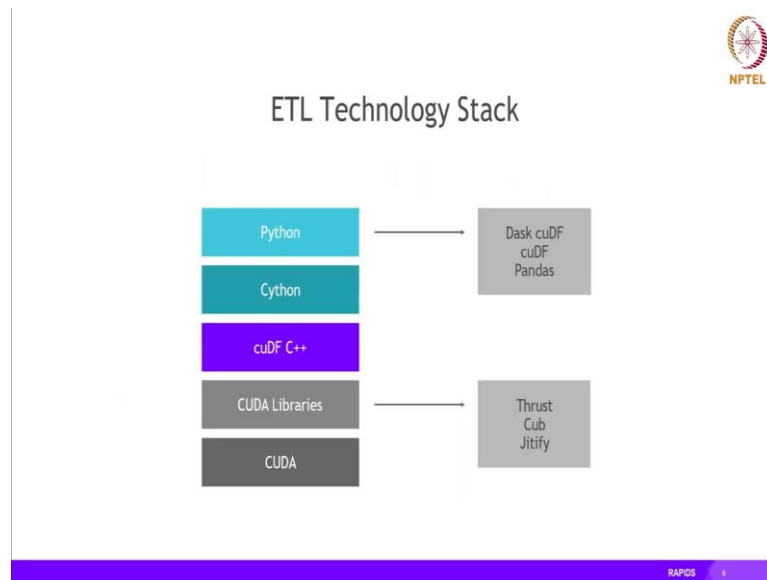 NPTEL
ETL Technology Stack
Python
Dask cuDF
cuDF
Pandas
Cython
cuDF C++
CUDA Libraries
Thrust
Cub
Jitify
CUDA
RAPIDS